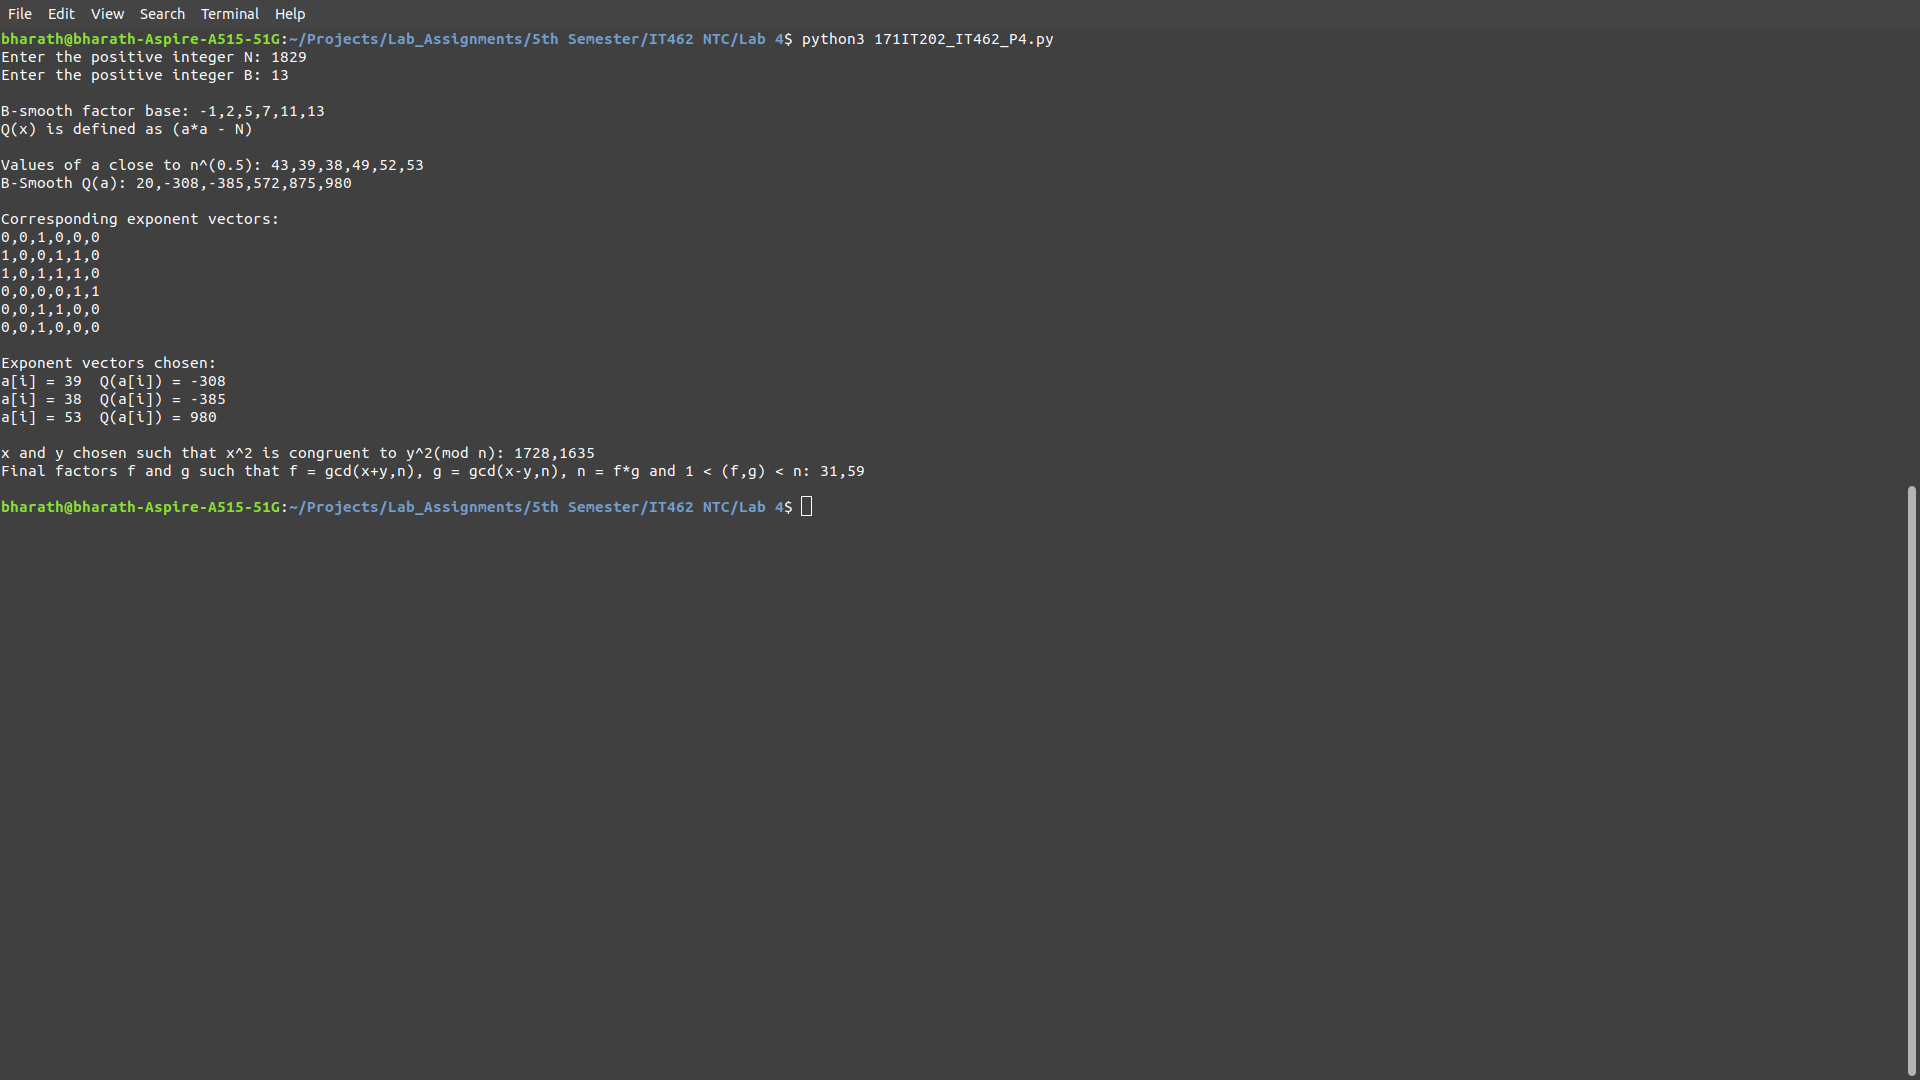 File Edit View Search Terminal Help
bharath@bharath-Aspire-A515-51G:~/Projects/Lab_Assignments/5th Semester/IT462 NTC/Lab 4$ python3 171IT202_IT462_P4.py
Enter the positive integer N: 1829
Enter the positive integer B: 13
B-smooth factor base: -1,2,5,7,11,13
Q(x) is defined as (a*a - N)
Values of a close to n^(0.5): 43,39,38,49,52,53
B-Smooth Q(a): 20,-308,-385,572,875,980
Corresponding exponent vectors:
0,0,1,0,0,0
1,0,0,1,1,0
1,0,1,1,1,0
0,0,0,0,1,1
0,0,1,1,0,0
0,0,1,0,0,0
Exponent vectors chosen:
a[i] = 39  Q(a[i]) = -308
a[i] = 38  Q(a[i]) = -385
a[i] = 53  Q(a[i]) = 980
x and y chosen such that x^2 is congruent to y^2(mod n): 1728,1635
Final factors f and g such that f = gcd(x+y,n), g = gcd(x-y,n), n = f*g and 1 < (f,g) < n: 31,59
bharath@bharath-Aspire-A515-51G:~/Projects/Lab_Assignments/5th Semester/IT462 NTC/Lab 4$